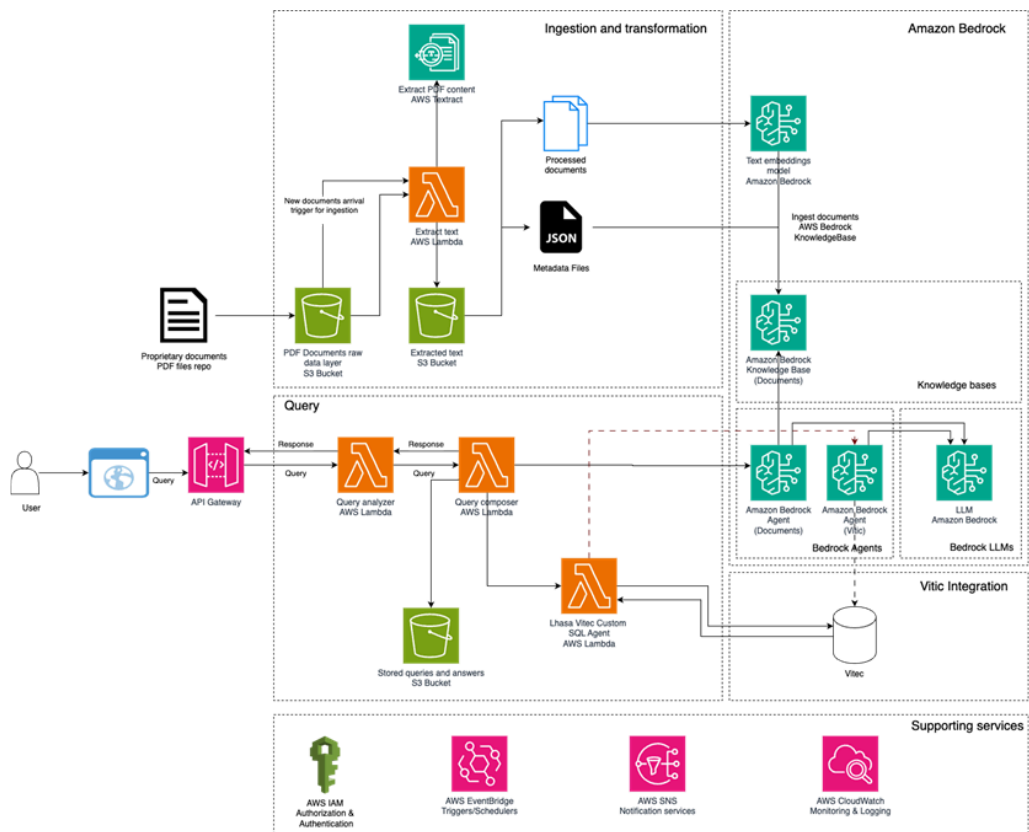 Ingestion and transformation
Amazon Bedrock
Extract PDF content
AWS Textract
Processed
documents
Text embeddings
model
Amazon Bedrock
New documents arrival
trigger for ingestion
Extract text
AWS Lambda
JSON
Metadata Files
Ingest documents
AWS Bedrock
KnowledgeBase
Proprietary documents
PDF files repo
PDF Documents raw
data layer
S3 Bucket
Extracted text
S3 Bucket
Amazon Bedrock
Knowledge Base
(Documents)
Knowledge bases
Query
Response
Response
Query
Query
Query
User
API Gateway
Query analyzer
AWS Lambda
Query composer
AWS Lambda
Amazon Bedrock
Agent
(Documents)
Amazon Bedrock
Agent
(Vitic)
LLM
Amazon Bedrock
Bedrock Agents
Bedrock LLMs
Vitic Integration
Lhasa Vitec Custom
SQL Agent
AWS Lambda
Stored queries and answers
S3 Bucket
Vitec
Supporting services
AWS IAM
Authorization &
Authentication
AWS EventBridge
Triggers/Schedulers
AWS SNS
Notification services
AWS CloudWatch
Monitoring & Logging